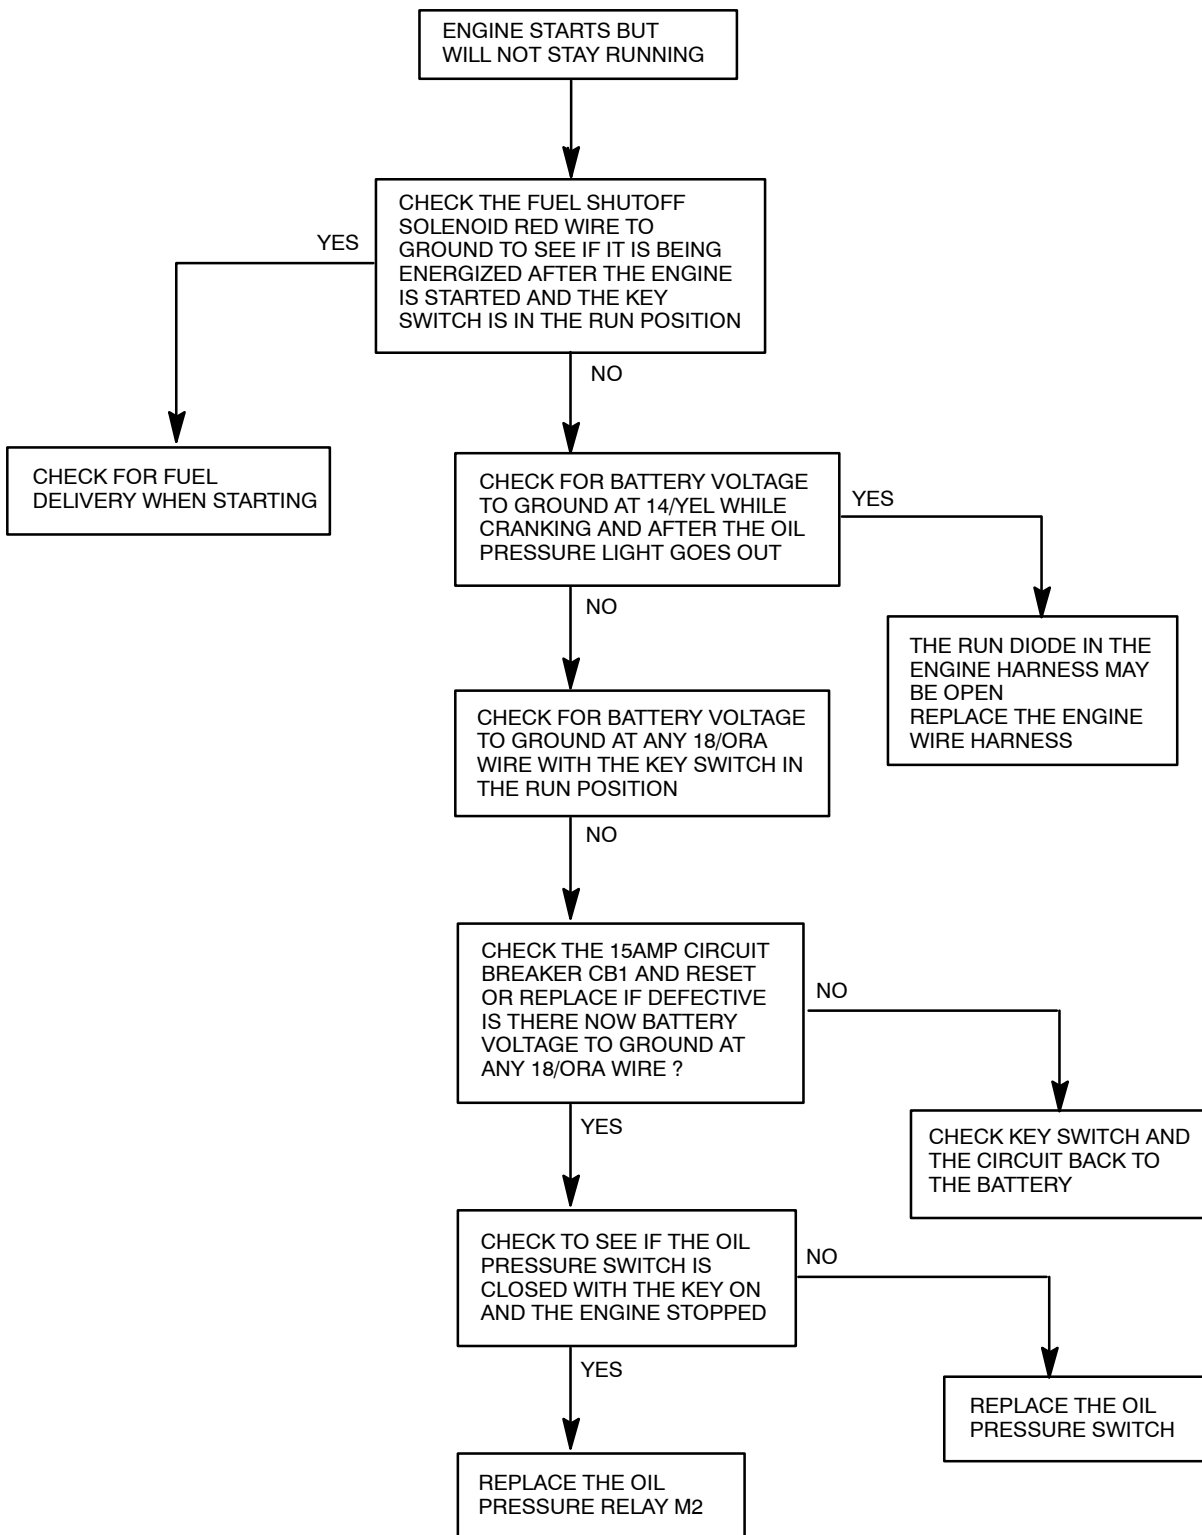 ENGINE STARTS BUT
WILL NOT STAY RUNNING
CHECK THE FUEL SHUTOFF
SOLENOID RED WIRE TO
GROUND TO SEE IF IT IS BEING
ENERGIZED AFTER THE ENGINE
IS STARTED AND THE KEY
SWITCH IS IN THE RUN POSITION
YES
NO
CHECK FOR FUEL
DELIVERY WHEN STARTING
CHECK FOR BATTERY VOLTAGE
TO GROUND AT 14/YEL WHILE
CRANKING AND AFTER THE OIL
PRESSURE LIGHT GOES OUT
YES
NO
THE RUN DIODE IN THE
ENGINE HARNESS MAY
BE OPEN
REPLACE THE ENGINE
WIRE HARNESS
CHECK FOR BATTERY VOLTAGE
TO GROUND AT ANY 18/ORA
WIRE WITH THE KEY SWITCH IN
THE RUN POSITION
NO
CHECK THE 15AMP CIRCUIT
BREAKER CB1 AND RESET
OR REPLACE IF DEFECTIVE
IS THERE NOW BATTERY
VOLTAGE TO GROUND AT
ANY 18/ORA WIRE ?
NO
YES
CHECK KEY SWITCH AND
THE CIRCUIT BACK TO
THE BATTERY
CHECK TO SEE IF THE OIL
PRESSURE SWITCH IS
CLOSED WITH THE KEY ON
AND THE ENGINE STOPPED
NO
YES
REPLACE THE OIL
PRESSURE SWITCH
REPLACE THE OIL
PRESSURE RELAY M2